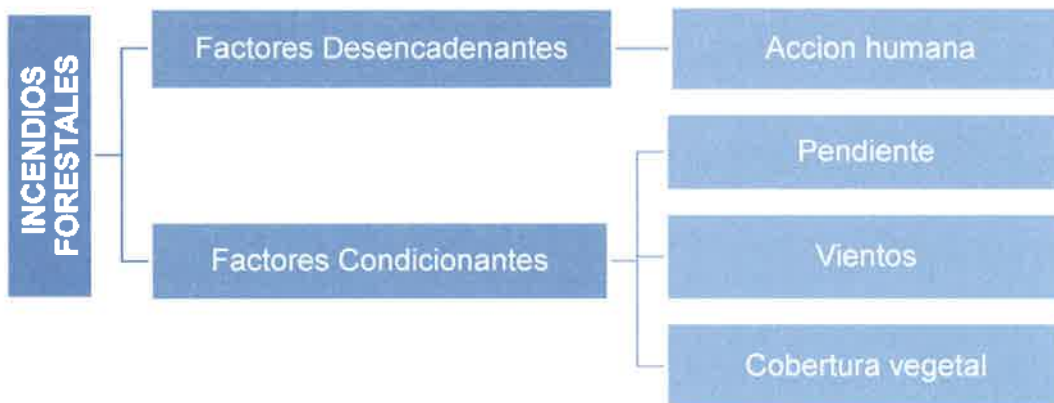 INCENDIOS
FORESTALES
Factores Desencadenantes
Accion humana
Factores Condicionantes
Pendiente
Vientos
Cobertura vegetal